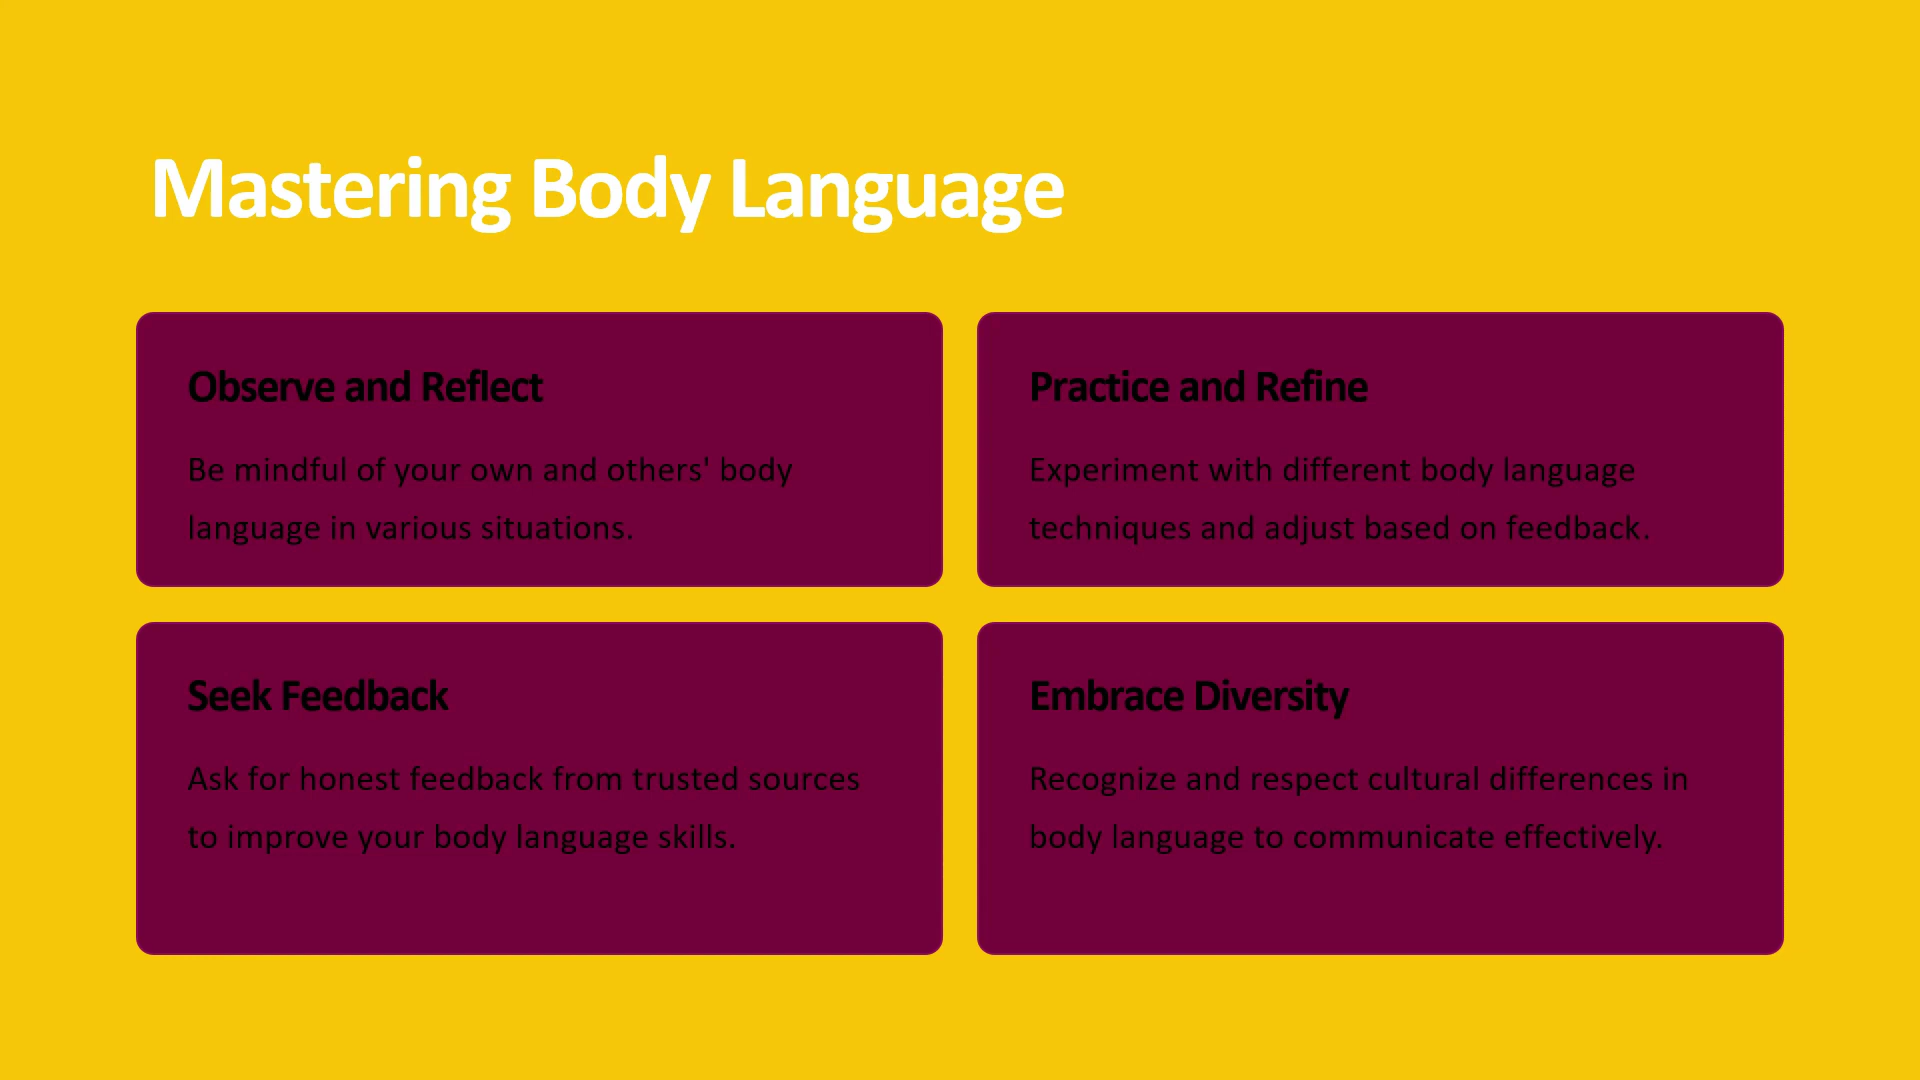 Mastering Body Language
Observe and Reflect
Be mindful of your own and others' body
language in various situations.
Practice and Refine
Experiment with different body language
techniques and adjust based on feedback.
Seek Feedback
Ask for honest feedback from trusted sources
to improve your body language skills.
Embrace Diversity
Recognize and respect cultural differences in
body language to communicate effectively.